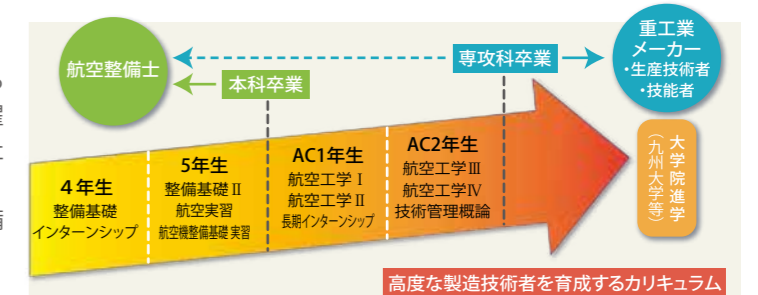 航空整備士
本科卒業
専攻科卒業
重工業
メーカー
・生産技術者
・技能者
4年生
整備基礎
インターンシップ
5年生
整備基礎Ⅱ
航空実習
航空機整備基礎実習
AC1年生
航空工学Ⅰ
航空工学Ⅱ
長期インターンシップ
AC2年生
航空工学Ⅲ
航空工学Ⅳ
技術管理概論
大学院進学
（九州大学等）
高度な製造技術者を育成するカリキュラム